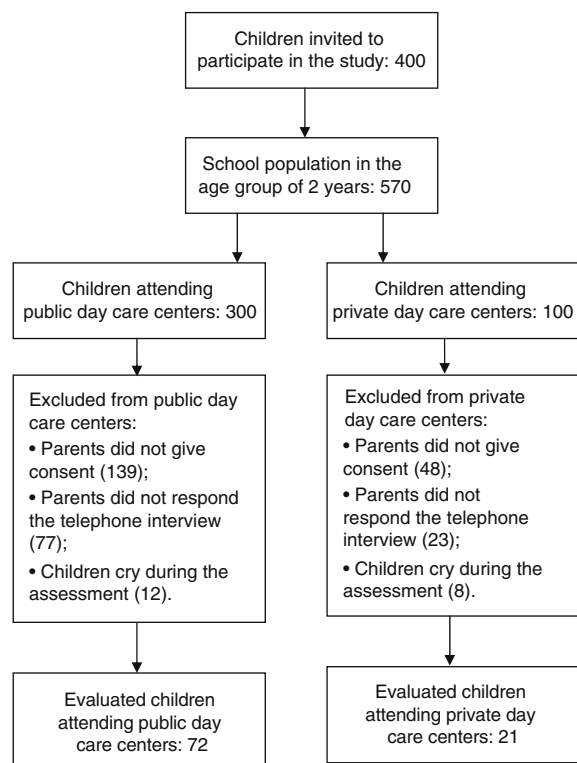 Children invited to
participate in the study: 400
School population in the
age group of 2 years: 570
Children attending
public day care centers: 300
Children attending
private day care centers: 100
Excluded from public day
care centers:
• Parents did not give
consent (139);
• Parents did not respond
the telephone interview
(77);
• Children cry during the
assessment (12).
Excluded from private
day care centers:
• Parents did not give
consent (48);
• Parents did not
respond the telephone
interview (23);
• Children cry during the
assessment (8).
Evaluated children
attending public day
care centers: 72
Evaluated children
attending private day
care centers: 21